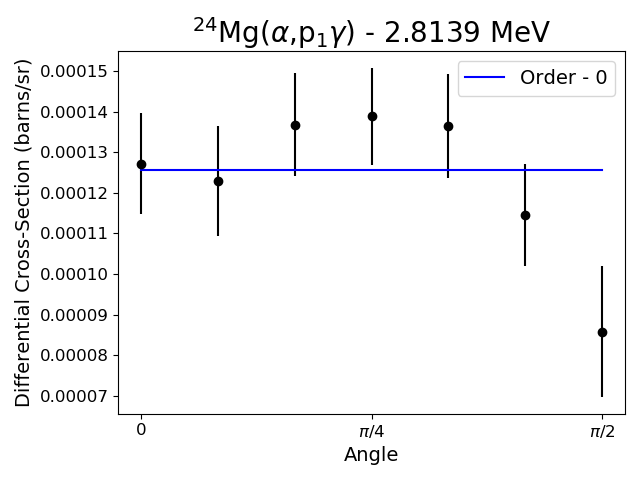 ²⁴Mg(α,p₁γ) - 2.8139 MeV
Order - 0
Differential Cross-Section (barns/sr)
0.00015
0.00014
0.00013
0.00012
0.00011
0.00010
0.00009
0.00008
0.00007
0 π/4 π/2
Angle